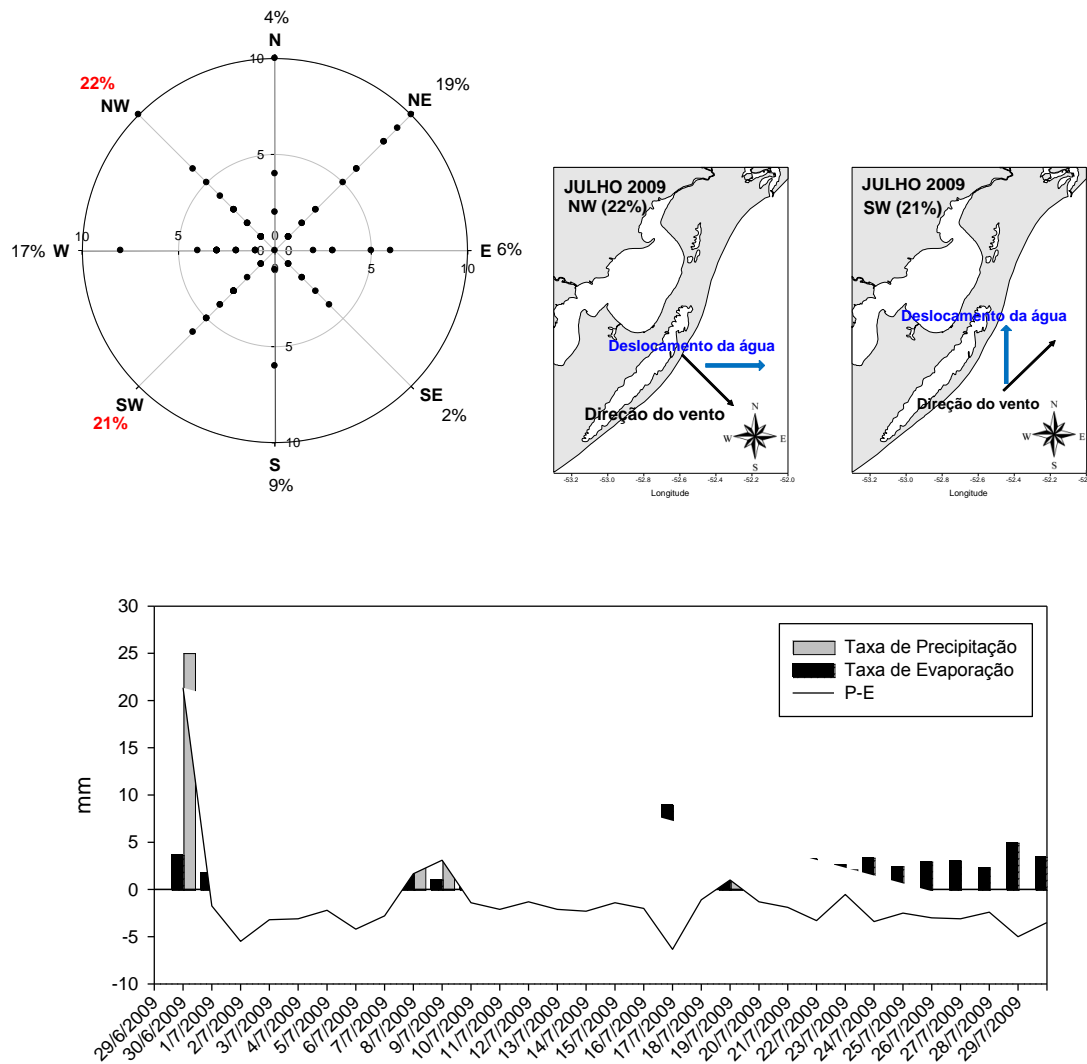 4%
N
10
22%
NW
19%
NE
5
17%
W
10
5
0
0
0
0
5
10
E
6%
5
SW
21%
SE
2%
10
S
9%
JULHO 2009
NW (22%)
Deslocamento da água
Direção do vento
N
W
E
S
-53.2
-53.0
-52.8
-52.6
-52.4
-52.2
-52.0
Longitude
JULHO 2009
SW (21%)
Deslocamento da água
Direção do vento
N
W
E
S
-53.2
-53.0
-52.8
-52.6
-52.4
-52.2
Longitude
mm
30
25
20
15
10
5
0
-5
-10
Taxa de Precipitação
Taxa de Evaporação
P-E
29/6/2009
30/6/2009
1/7/2009
2/7/2009
3/7/2009
4/7/2009
5/7/2009
6/7/2009
7/7/2009
8/7/2009
9/7/2009
10/7/2009
11/7/2009
12/7/2009
13/7/2009
14/7/2009
15/7/2009
16/7/2009
17/7/2009
18/7/2009
19/7/2009
20/7/2009
21/7/2009
22/7/2009
23/7/2009
24/7/2009
25/7/2009
26/7/2009
27/7/2009
28/7/2009
29/7/2009